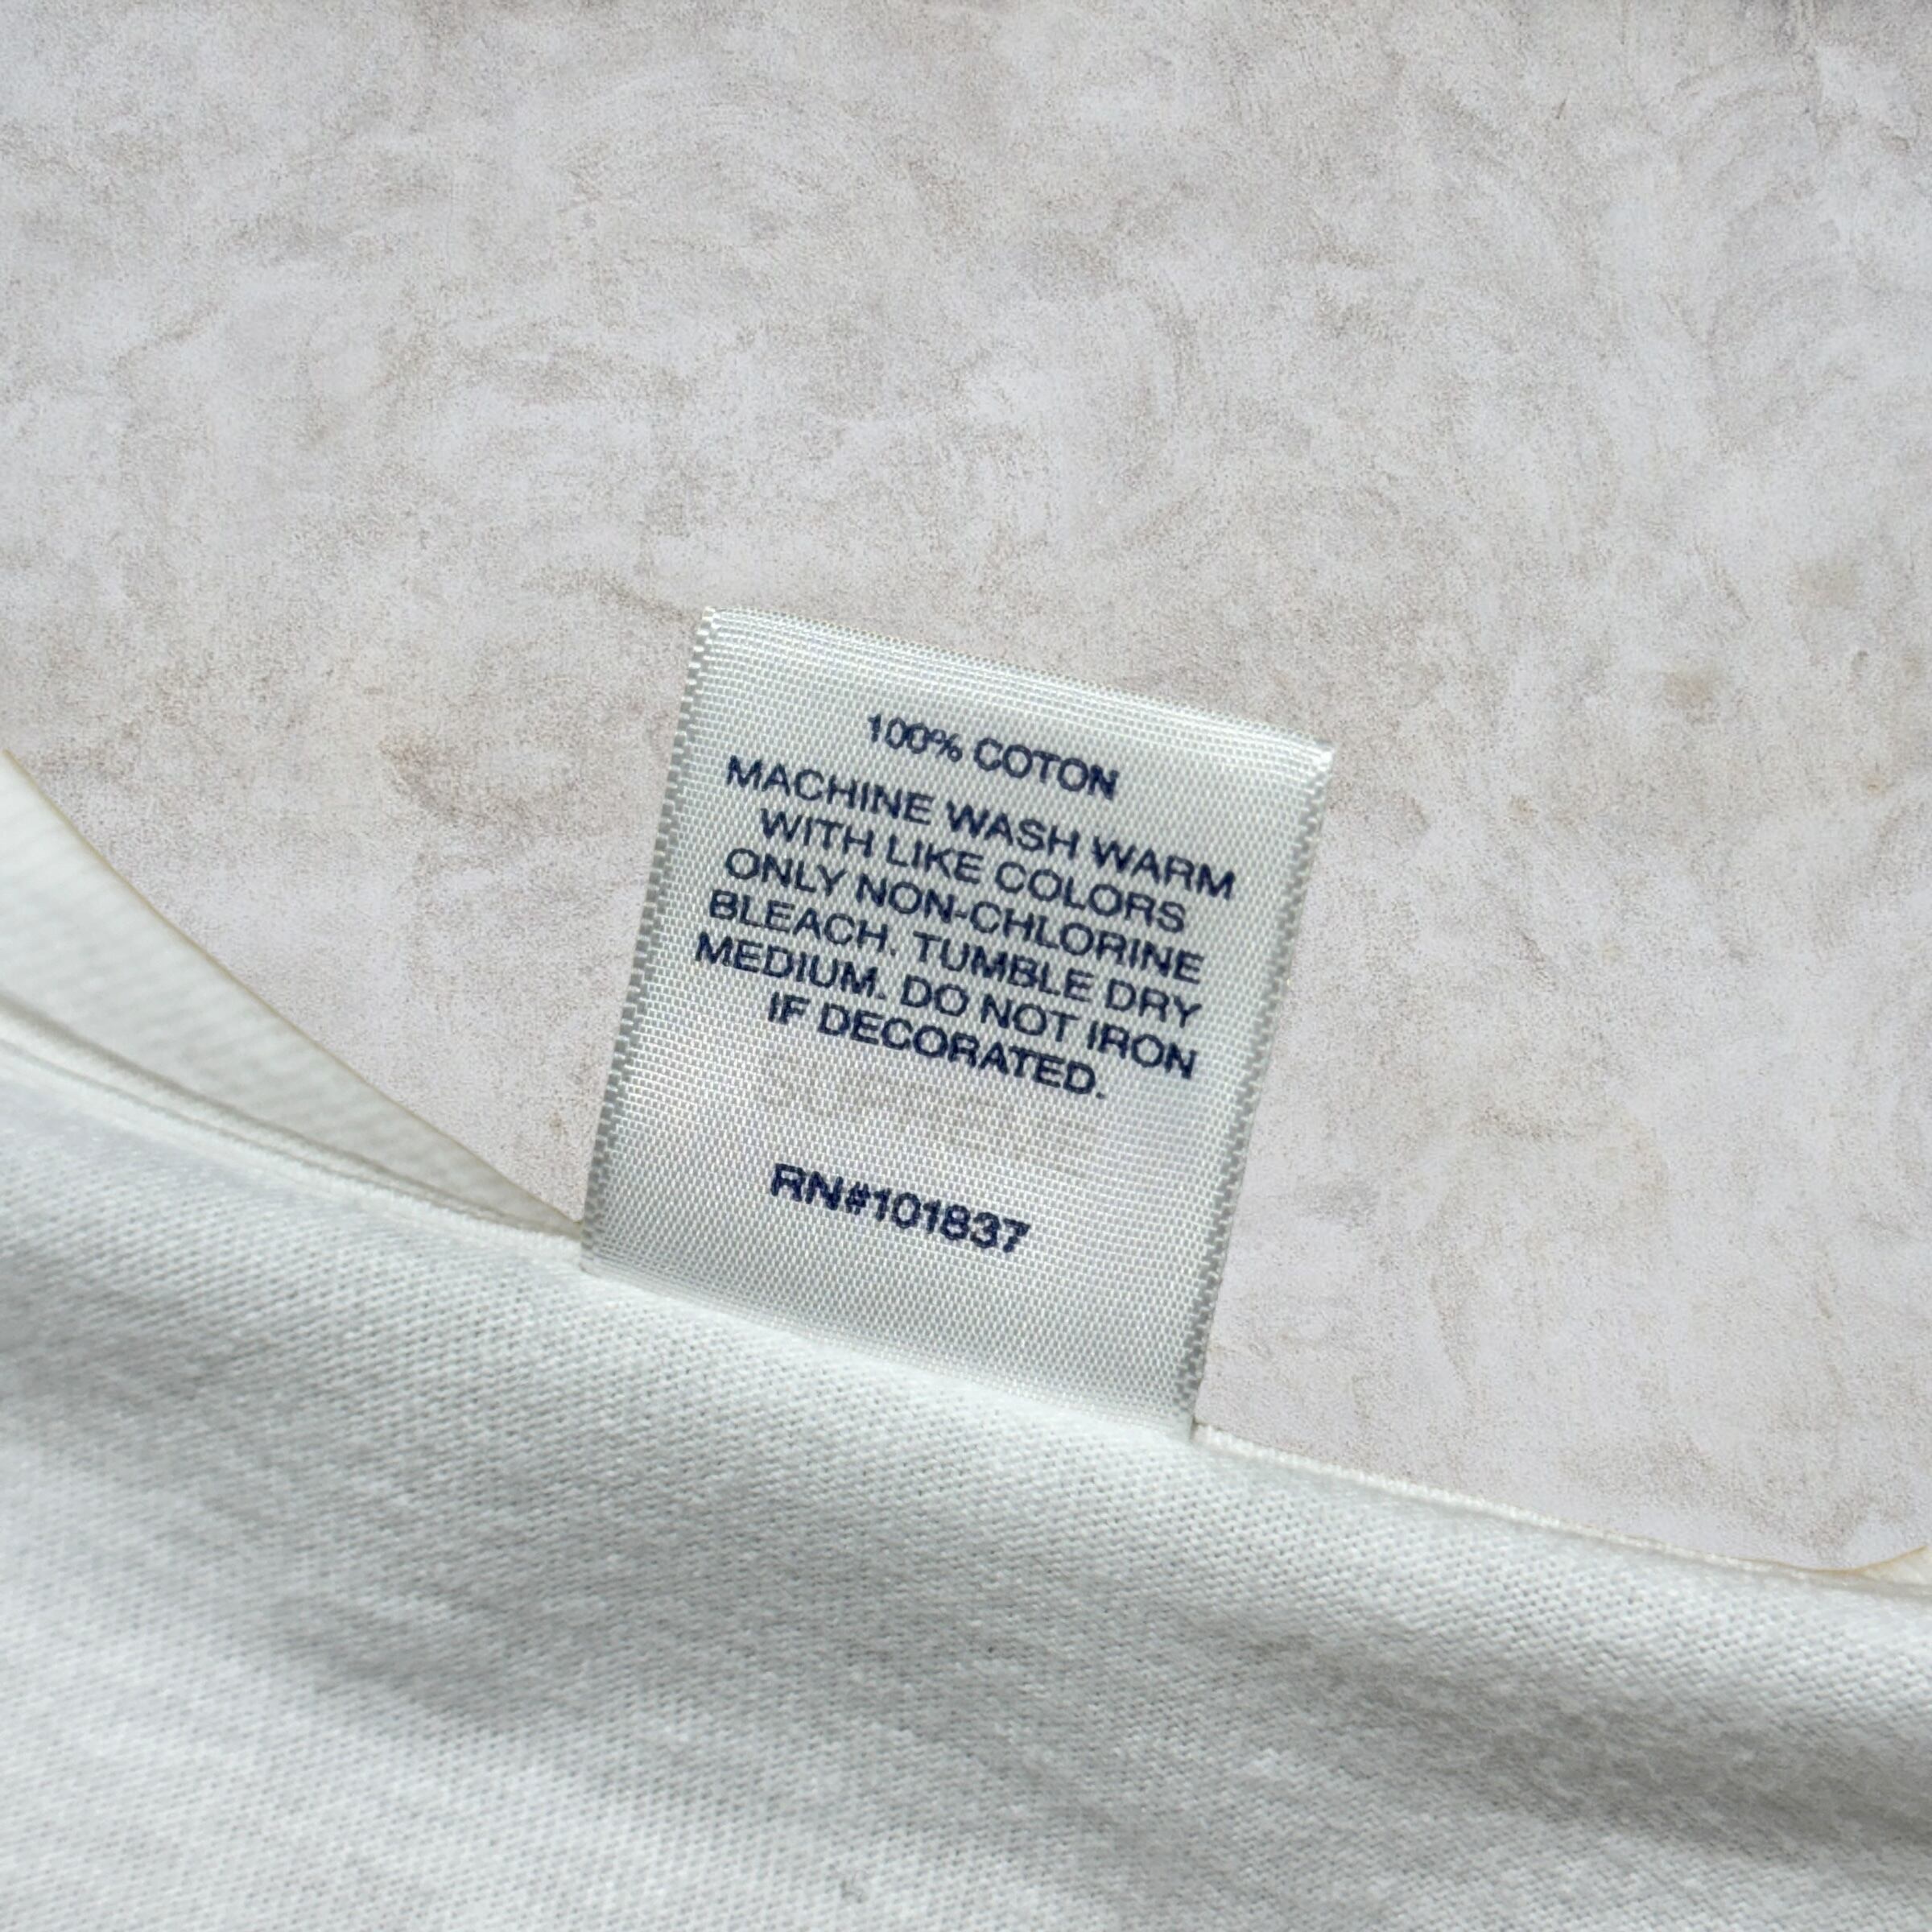 100% COTON
MACHINE WASH WARM
WITH LIKE COLORS
ONLY NON-CHLORINE
BLEACH. TUMBLE DRY
MEDIUM. DO NOT IRON
IF DECORATED.
RN#101837